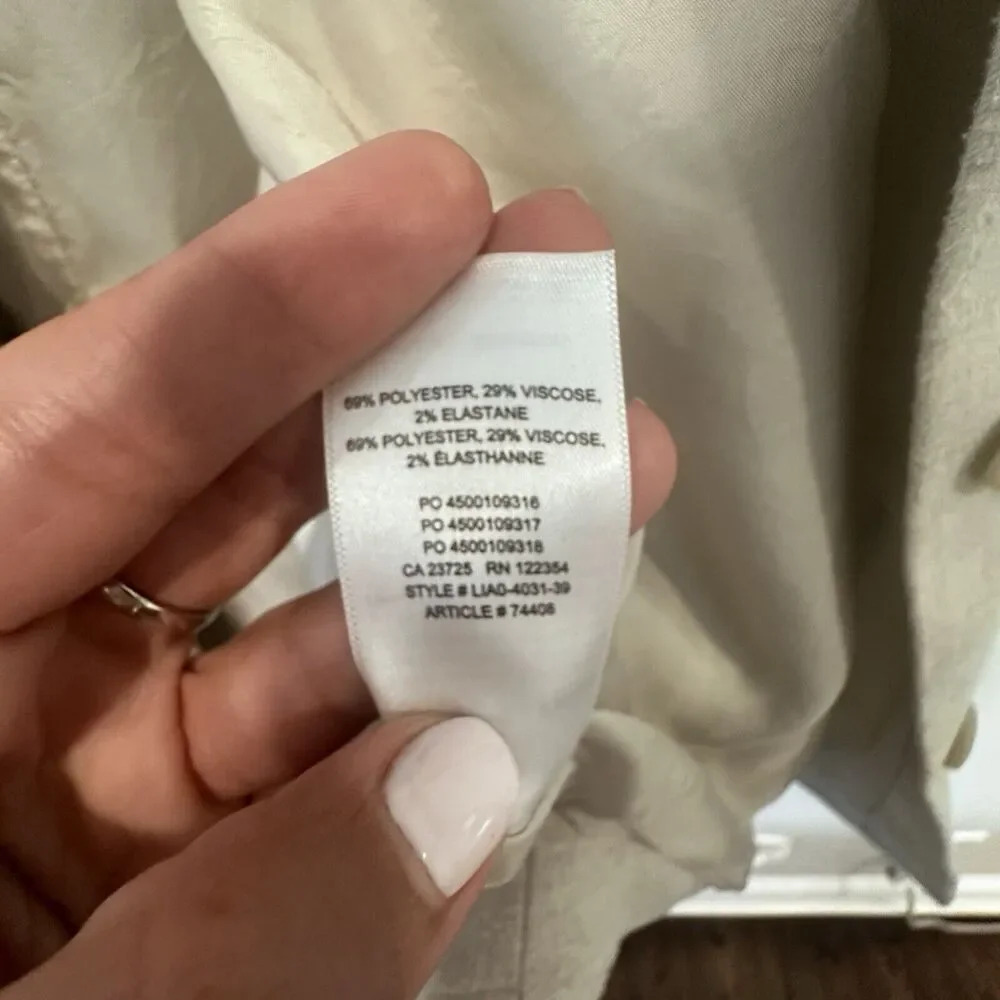 69% POLYESTER, 29% VISCOSE,
2% ELASTANE
69% POLYESTER, 29% VISCOSE,
2% ÉLASTHANNE
PO 4500109316
PO 4500109317
PO 4500109318
CA 23725 RN 122354
STYLE # LIA0-4031-39
ARTICLE # 74408